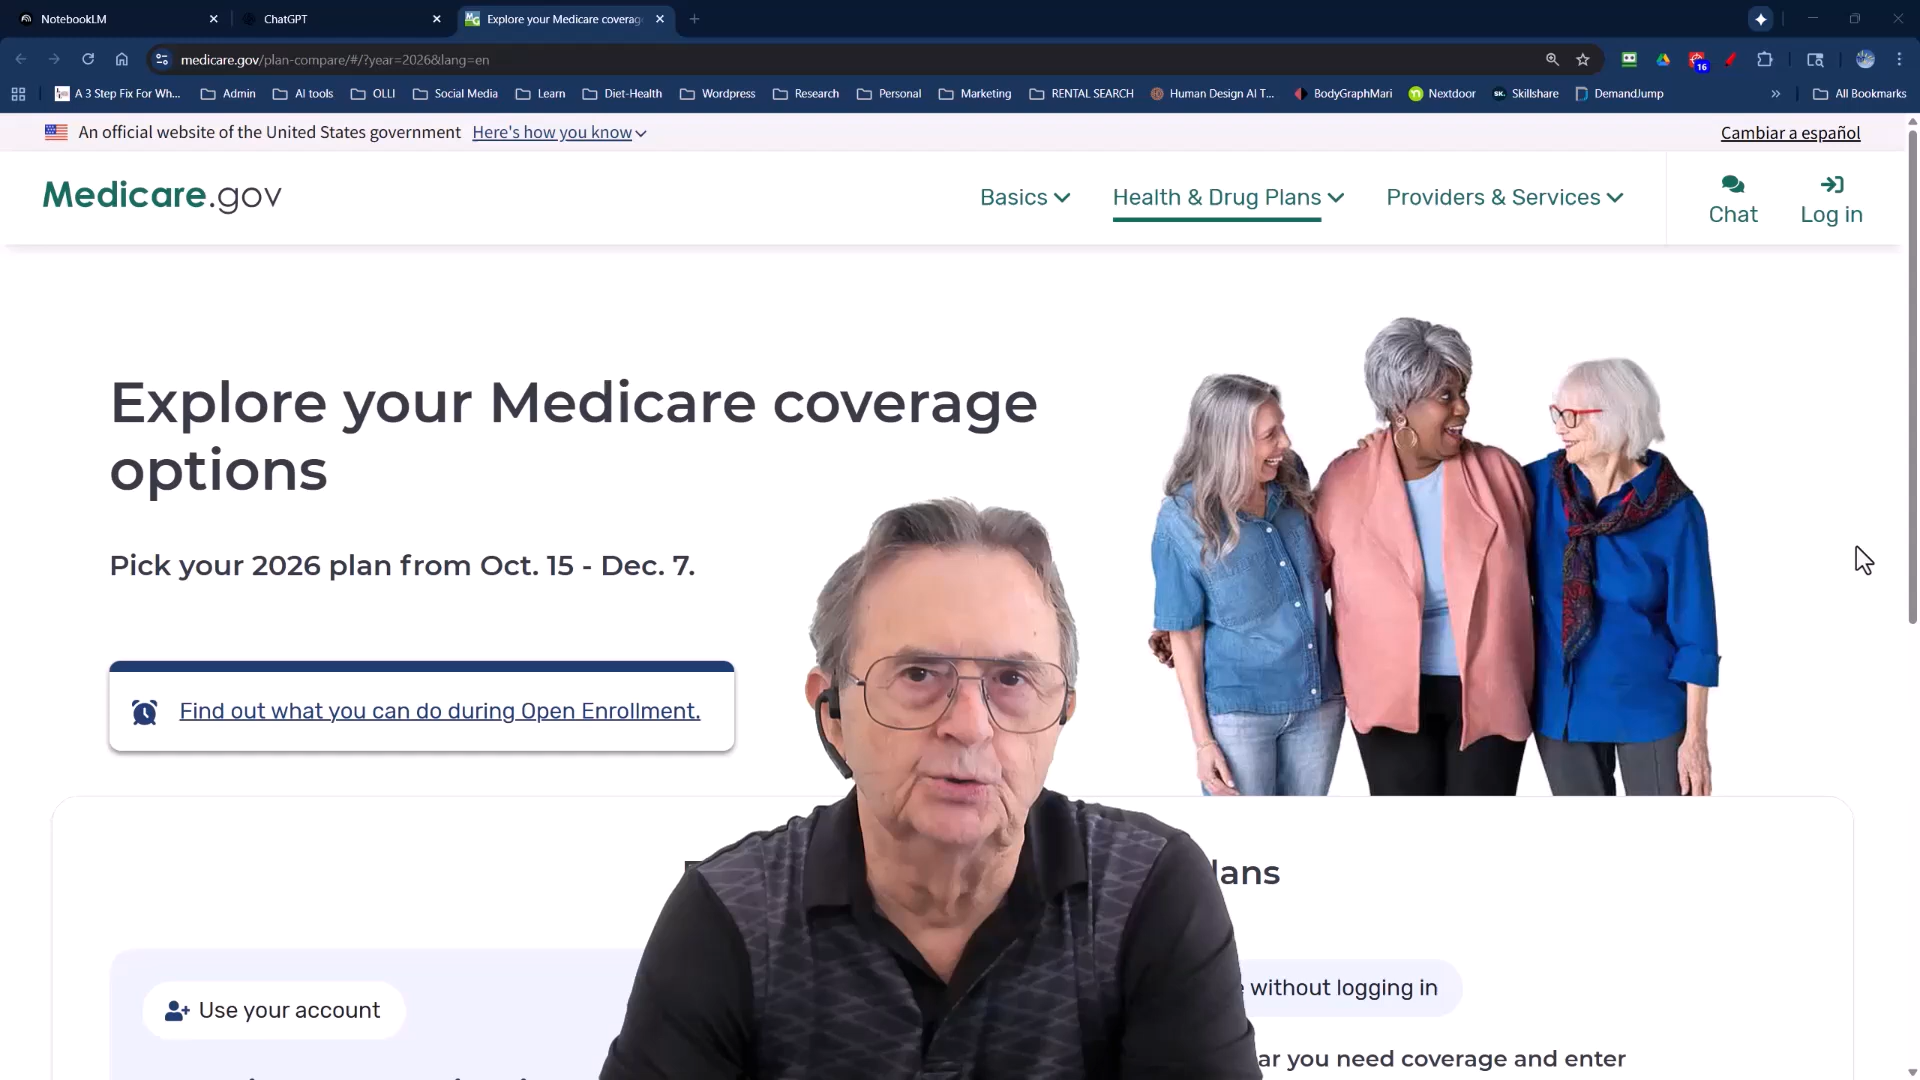 NotebookLM
ChatGPT
Explore your Medicare coverag
medicare.gov/plan-compare/#/?year=2026&lang=en
16
A 3 Step Fix For Wh...
Admin
AI tools
OLLI
Social Media
Learn
Diet-Health
Wordpress
Research
Personal
Marketing
RENTAL SEARCH
Human Design AI T...
BodyGraphMari
Nextdoor
SK.
Skillshare
DemandJump
»
All Bookmarks
An official website of the United States government Here's how you know
Cambiar a español
Medicare.gov
Basics
Health & Drug Plans
Providers & Services
Chat
Log in
Explore your Medicare coverage
options
Pick your 2026 plan from Oct. 15 - Dec. 7.
Find out what you can do during Open Enrollment.
lans
Use your account
without logging in
ar you need coverage and enter